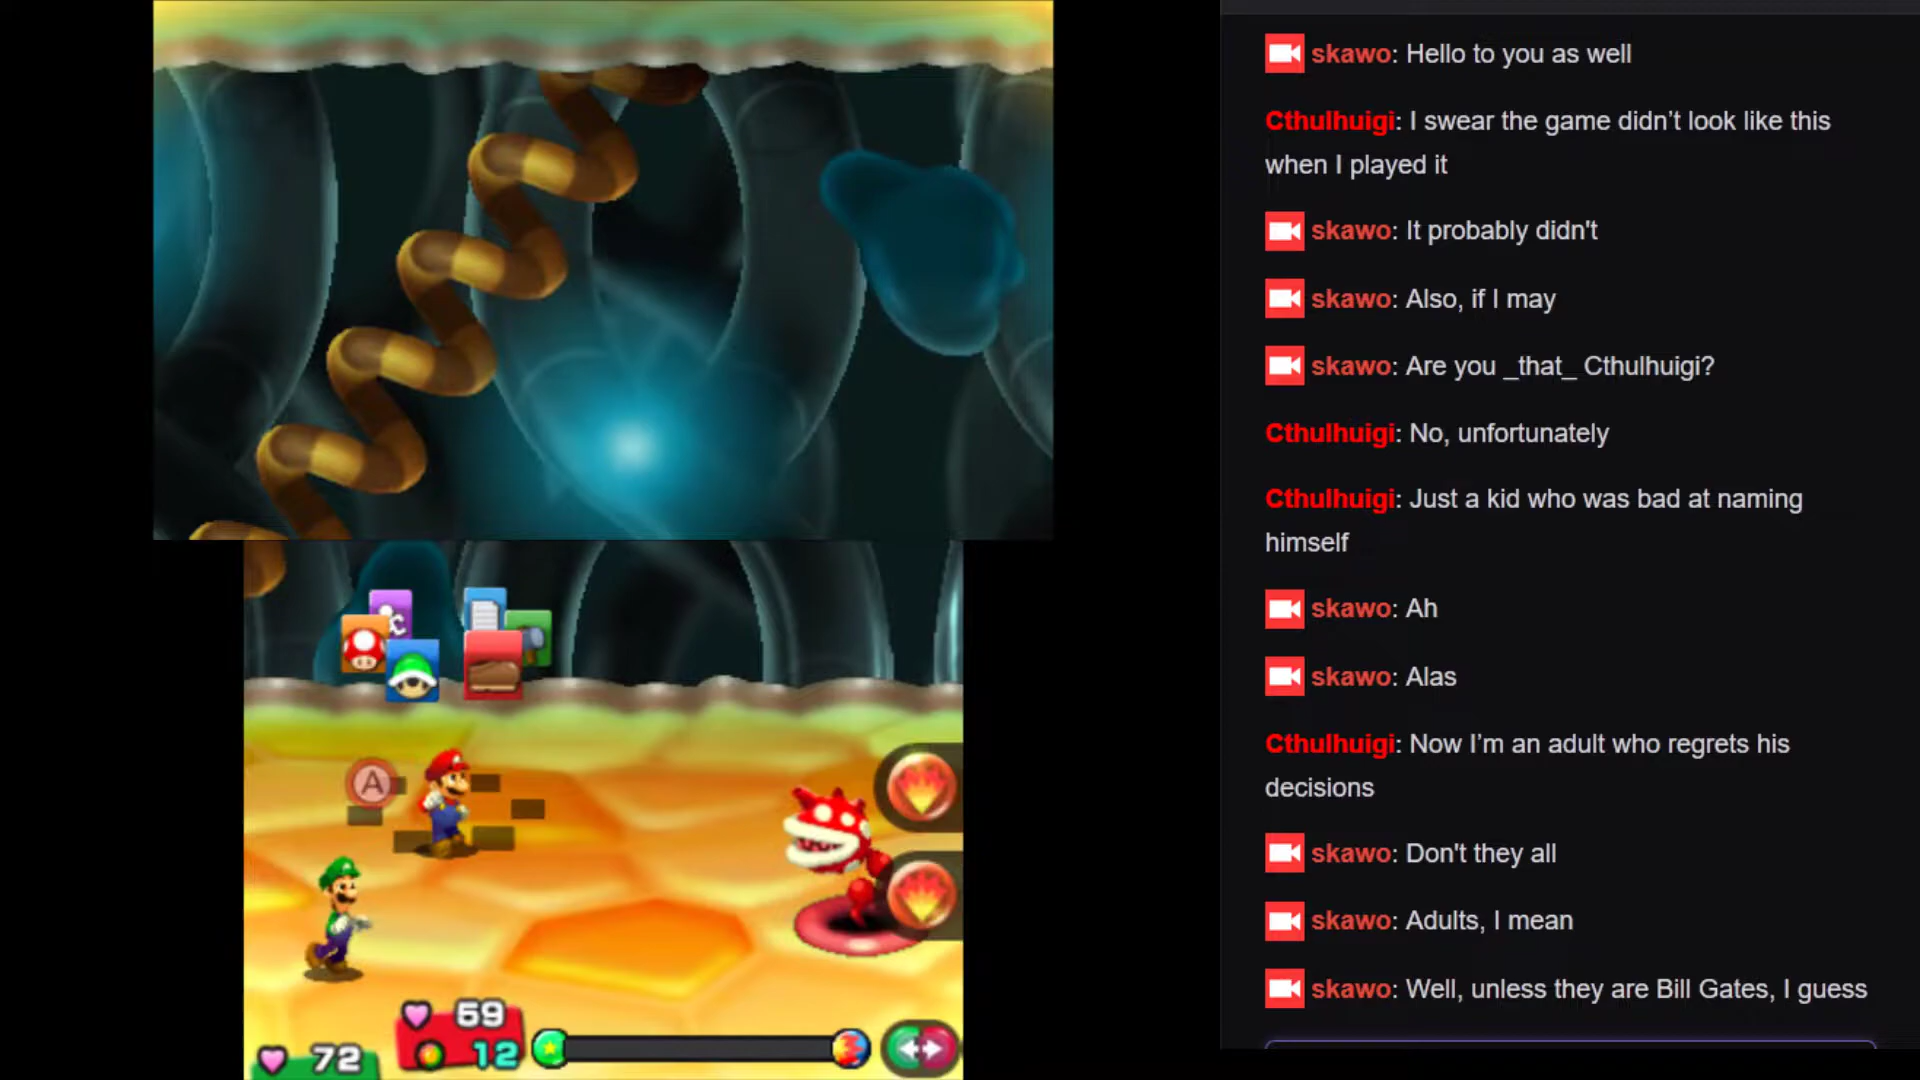 skawo: Hello to you as well
Cthulhuigi: I swear the game didn’t look like this
when I played it
skawo: It probably didn't
skawo: Also, if I may
skawo: Are you _that_ Cthulhuigi?
Cthulhuigi: No, unfortunately
Cthulhuigi: Just a kid who was bad at naming
himself
skawo: Ah
skawo: Alas
Cthulhuigi: Now I’m an adult who regrets his
decisions
skawo: Don't they all
skawo: Adults, I mean
skawo: Well, unless they are Bill Gates, I guess
A
59
12
72